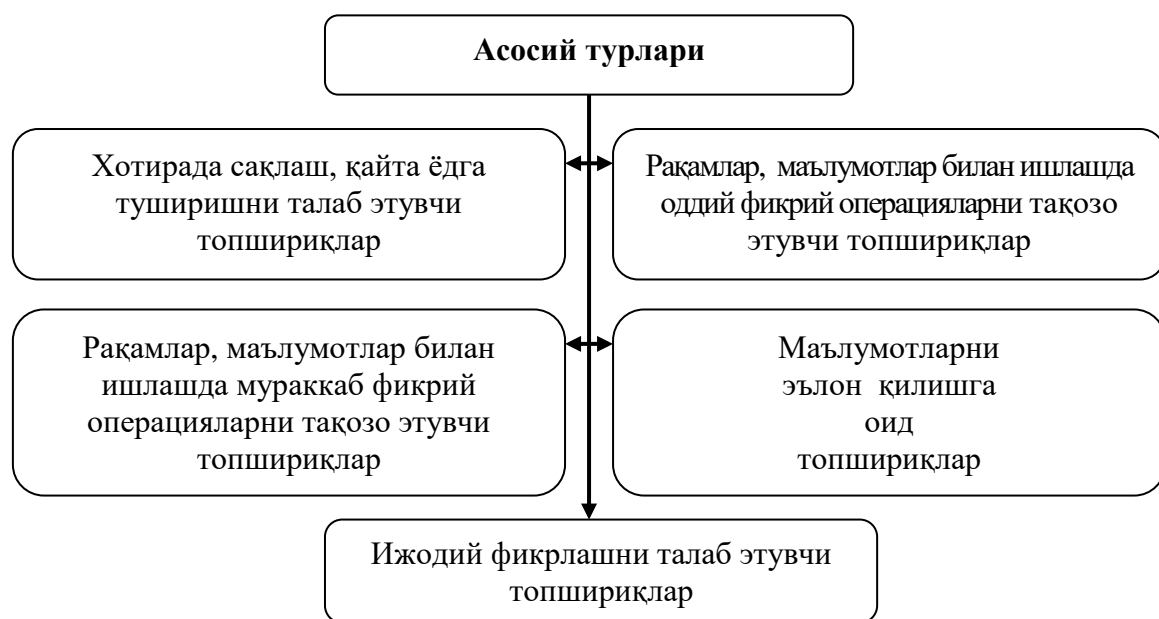 Асосий турлари
Хотирада сақлаш, қайта ёдга
туширишни талаб этувчи
топшириқлар
Рақамлар, маълумотлар билан ишлашда
оддий фикрий операцияларни тақозо
этувчи топшириқлар
Рақамлар, маълумотлар билан
ишлашда мураккаб фикрий
операцияларни тақозо этувчи
топшириқлар
Маълумотларни
эълон қилишга
оид
топшириқлар
Ижодий фикрлашни талаб этувчи
топшириқлар